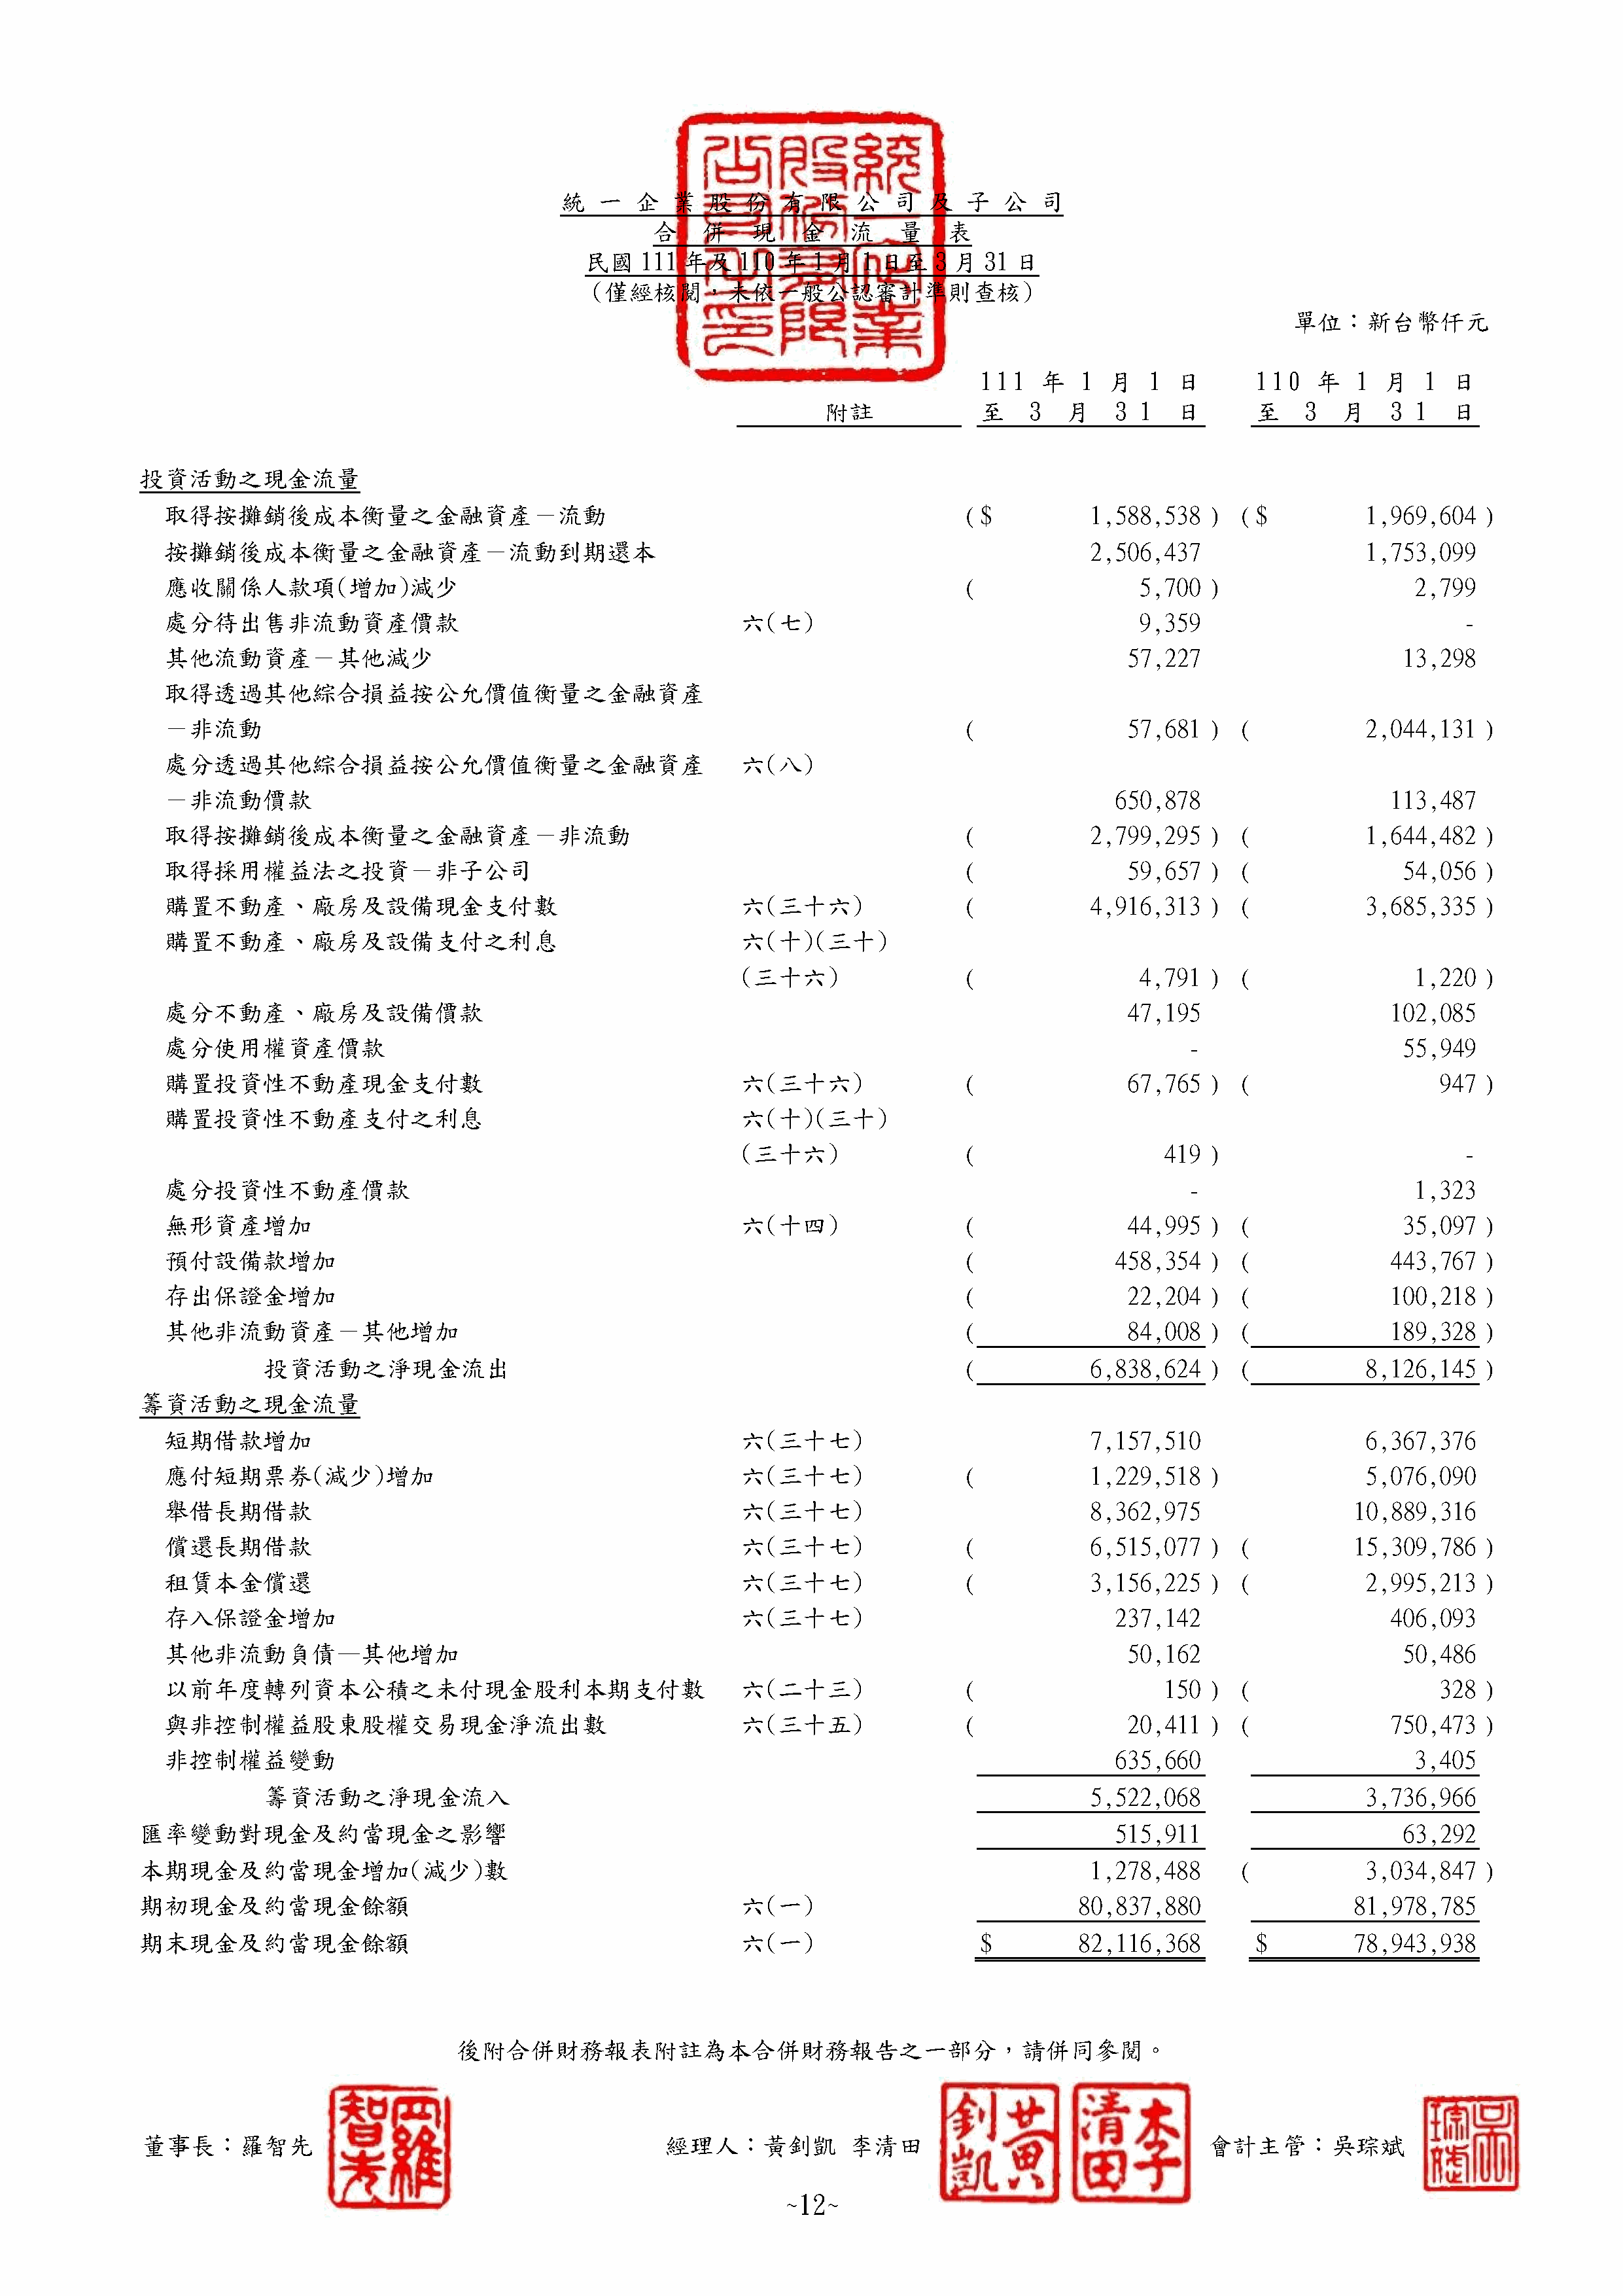 統一企業股份有限公司及子公司
合併現金流量表
民國111年及110年1月1日至3月31日
(僅經核閱,未依一般公認審計準則查核)
單位:新台幣仟元
111年1月1日 110年1月1日
附註 至3月31日 至3月31日
投資活動之現金流量
取得按攤銷後成本衡量之金融資產-流動 ($ 1,588,538) ($ 1,969,604)
按攤銷後成本衡量之金融資產-流動到期還本 2,506,437 1,753,099
應收關係人款項(增加)減少 ( 5,700) 2,799
處分待出售非流動資產價款 六(七) 9,359 -
其他流動資產-其他減少 57,227 13,298
取得透過其他綜合損益按公允價值衡量之金融資產
-非流動 ( 57,681) ( 2,044,131)
處分透過其他綜合損益按公允價值衡量之金融資產 六(八)
-非流動價款 650,878 113,487
取得按攤銷後成本衡量之金融資產-非流動 ( 2,799,295) ( 1,644,482)
取得採用權益法之投資-非子公司 ( 59,657) ( 54,056)
購置不動產、廠房及設備現金支付數 六(三十六) ( 4,916,313) ( 3,685,335)
購置不動產、廠房及設備支付之利息 六(十)(三十)
(三十六) ( 4,791) ( 1,220)
處分不動產、廠房及設備價款 47,195 102,085
處分使用權資產價款 - 55,949
購置投資性不動產現金支付數 六(三十六) ( 67,765) ( 947)
購置投資性不動產支付之利息 六(十)(三十)
(三十六) ( 419) -
處分投資性不動產價款 - 1,323
無形資產增加 六(十四) ( 44,995) ( 35,097)
預付設備款增加 ( 458,354) ( 443,767)
存出保證金增加 ( 22,204) ( 100,218)
其他非流動資產-其他增加 ( 84,008) ( 189,328)
投資活動之淨現金流出 ( 6,838,624) ( 8,126,145)
籌資活動之現金流量
短期借款增加 六(三十七) 7,157,510 6,367,376
應付短期票券(減少)增加 六(三十七) ( 1,229,518) 5,076,090
舉借長期借款 六(三十七) 8,362,975 10,889,316
償還長期借款 六(三十七) ( 6,515,077) ( 15,309,786)
租賃本金償還 六(三十七) ( 3,156,225) ( 2,995,213)
存入保證金增加 六(三十七) 237,142 406,093
其他非流動負債—其他增加 50,162 50,486
以前年度轉列資本公積之未付現金股利本期支付數 六(二十三) ( 150) ( 328)
與非控制權益股東股權交易現金淨流出數 六(三十五) ( 20,411) ( 750,473)
非控制權益變動 635,660 3,405
籌資活動之淨現金流入 5,522,068 3,736,966
匯率變動對現金及約當現金之影響 515,911 63,292
本期現金及約當現金增加(減少)數 1,278,488 ( 3,034,847)
期初現金及約當現金餘額 六(一) 80,837,880 81,978,785
期末現金及約當現金餘額 六(一) $ 82,116,368 $ 78,943,938
後附合併財務報表附註為本合併財務報告之一部分,請併同參閱。
董事長:羅智先 羅智先 經理人:黃釗凱 李清田 黃釗凱 李清田 會計主管:吳琮斌 吳琮斌
~12~